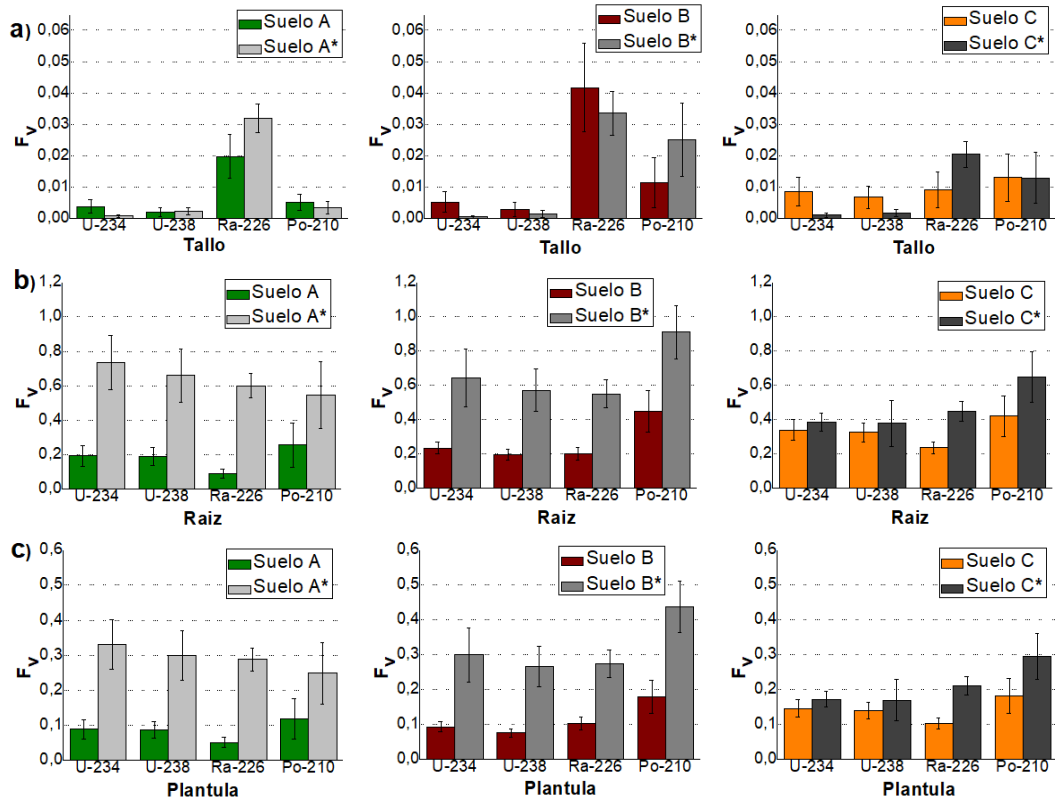 a)
Suelo A
Suelo A*
0,06
0,05
0,04
0,03
0,02
0,01
0,00
Fv
U-234 U-238 Ra-226 Po-210
Tallo
Suelo B
Suelo B*
0,06
0,05
0,04
0,03
0,02
0,01
0,00
Fv
U-234 U-238 Ra-226 Po-210
Tallo
Suelo C
Suelo C*
0,06
0,05
0,04
0,03
0,02
0,01
0,00
Fv
U-234 U-238 Ra-226 Po-210
Tallo
b)
Suelo A
Suelo A*
1,2
1,0
0,8
0,6
0,4
0,2
0,0
Fv
U-234 U-238 Ra-226 Po-210
Raiz
Suelo B
Suelo B*
1,2
1,0
0,8
0,6
0,4
0,2
0,0
Fv
U-234 U-238 Ra-226 Po-210
Raiz
Suelo C
Suelo C*
1,2
1,0
0,8
0,6
0,4
0,2
0,0
Fv
U-234 U-238 Ra-226 Po-210
Raiz
c)
Suelo A
Suelo A*
0,6
0,5
0,4
0,3
0,2
0,1
0,0
Fv
U-234 U-238 Ra-226 Po-210
Plantula
Suelo B
Suelo B*
0,6
0,5
0,4
0,3
0,2
0,1
0,0
Fv
U-234 U-238 Ra-226 Po-210
Plantula
Suelo C
Suelo C*
0,6
0,5
0,4
0,3
0,2
0,1
0,0
Fv
U-234 U-238 Ra-226 Po-210
Plantula